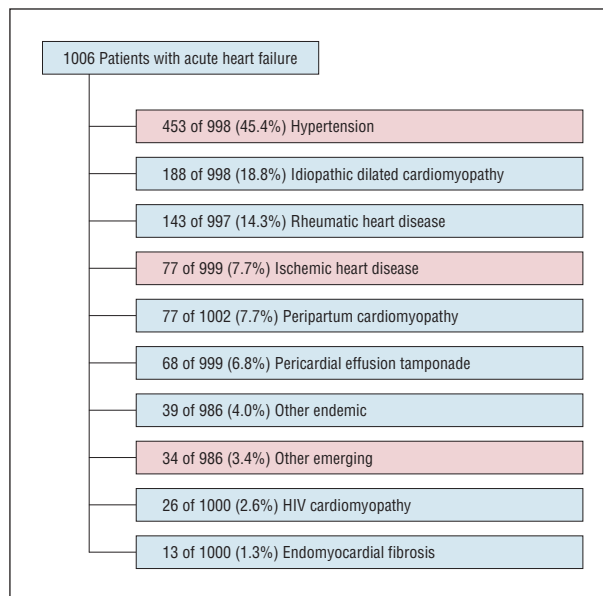 1006 Patients with acute heart failure
453 of 998 (45.4%) Hypertension
188 of 998 (18.8%) Idiopathic dilated cardiomyopathy
143 of 997 (14.3%) Rheumatic heart disease
77 of 999 (7.7%) Ischemic heart disease
77 of 1002 (7.7%) Peripartum cardiomyopathy
68 of 999 (6.8%) Pericardial effusion tamponade
39 of 986 (4.0%) Other endemic
34 of 986 (3.4%) Other emerging
26 of 1000 (2.6%) HIV cardiomyopathy
13 of 1000 (1.3%) Endomyocardial fibrosis